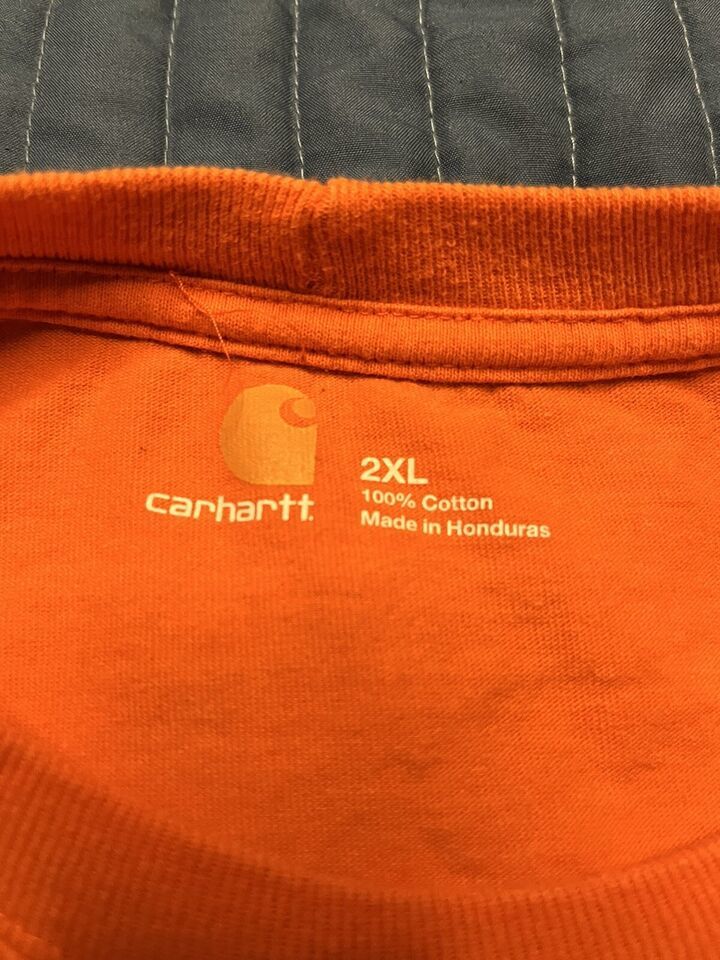 carhartt
2XL
100% Cotton
Made in Honduras